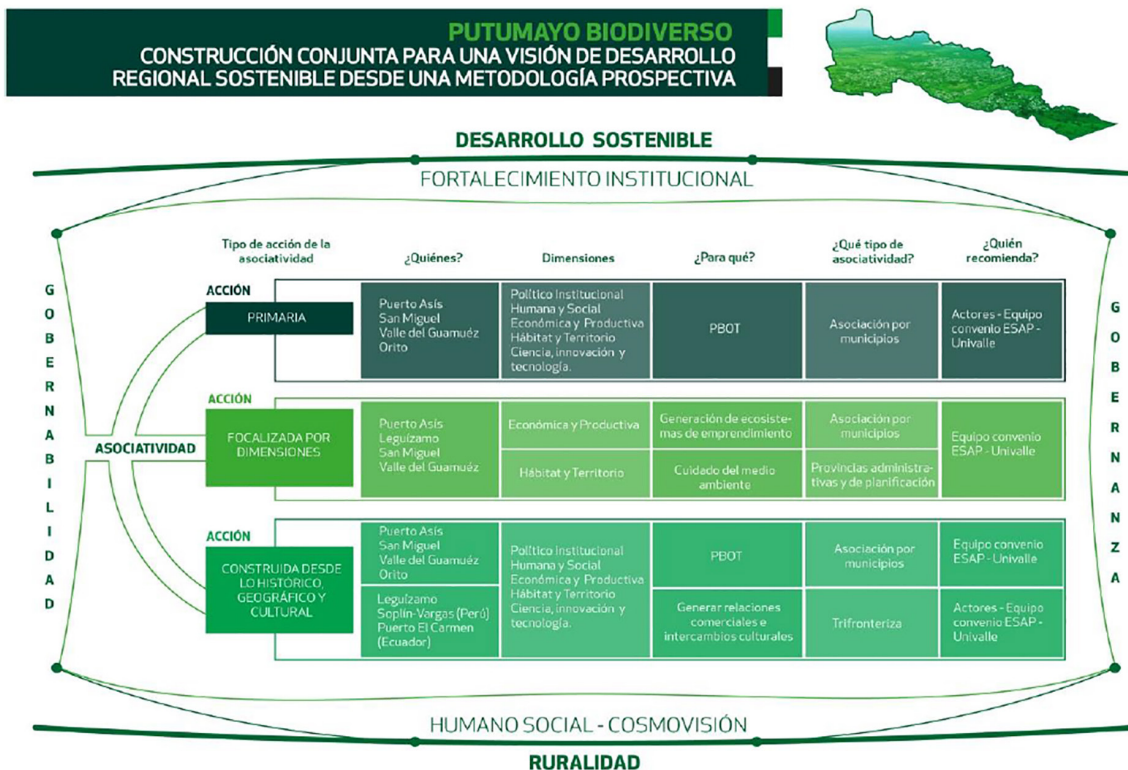 PUTUMAYO BIODIVERSO
CONSTRUCCIÓN CONJUNTA PARA UNA VISIÓN DE DESARROLLO
REGIONAL SOSTENIBLE DESDE UNA METODOLOGÍA PROSPECTIVA
DESARROLLO SOSTENIBLE
FORTALECIMIENTO INSTITUCIONAL
GOBERNABILIDAD
ASOCIATIVIDAD
Tipo de acción de la
asociatividad
¿Quiénes?
Dimensiones
¿Para qué?
¿Qué tipo de
asociatividad?
¿Quién
recomienda?
ACCIÓN
PRIMARIA
Puerto Asís
San Miguel
Valle del Guamuéz
Orito
Político Institucional
Humana y Social
Económica y Productiva
Hábitat y Territorio
Ciencia, innovación y
tecnología.
PBOT
Asociación por
municipios
Actores - Equipo
convenio ESAP -
Univalle
ACCIÓN
FOCALIZADA POR
DIMENSIONES
Puerto Asís
Leguízamo
San Miguel
Valle del Guamuéz
Económica y Productiva
Generación de ecosiste-
mas de emprendimiento
Asociación por
municipios
Hábitat y Territorio
Cuidado del medio
ambiente
Provincias administra-
tivas y de planificación
Equipo convenio
ESAP - Univalle
ACCIÓN
CONSTRUIDA DESDE
LO HISTÓRICO,
GEOGRÁFICO Y
CULTURAL
Puerto Asís
San Miguel
Valle del Guamuéz
Orito
Político Institucional
Humana y Social
Económica y Productiva
Hábitat y Territorio
Ciencia, innovación y
tecnología.
PBOT
Asociación por
municipios
Equipo convenio
ESAP - Univalle
Leguízamo
Soplín-Vargas (Perú)
Puerto El Carmen
(Ecuador)
Generar relaciones
comerciales e
intercambios culturales
Trifronteriza
Actores - Equipo
convenio ESAP -
Univalle
GOBERNANZA
HUMANO SOCIAL - COSMOVISIÓN
RURALIDAD